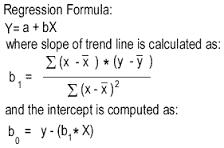 Regression Formula:
Y= a + bX
where slope of trend line is calculated as:
b₁ = ∑(x - x̅) * (y - y̅) / ∑(x - x̅)²
and the intercept is computed as:
b₀ = y - (b₁* X)